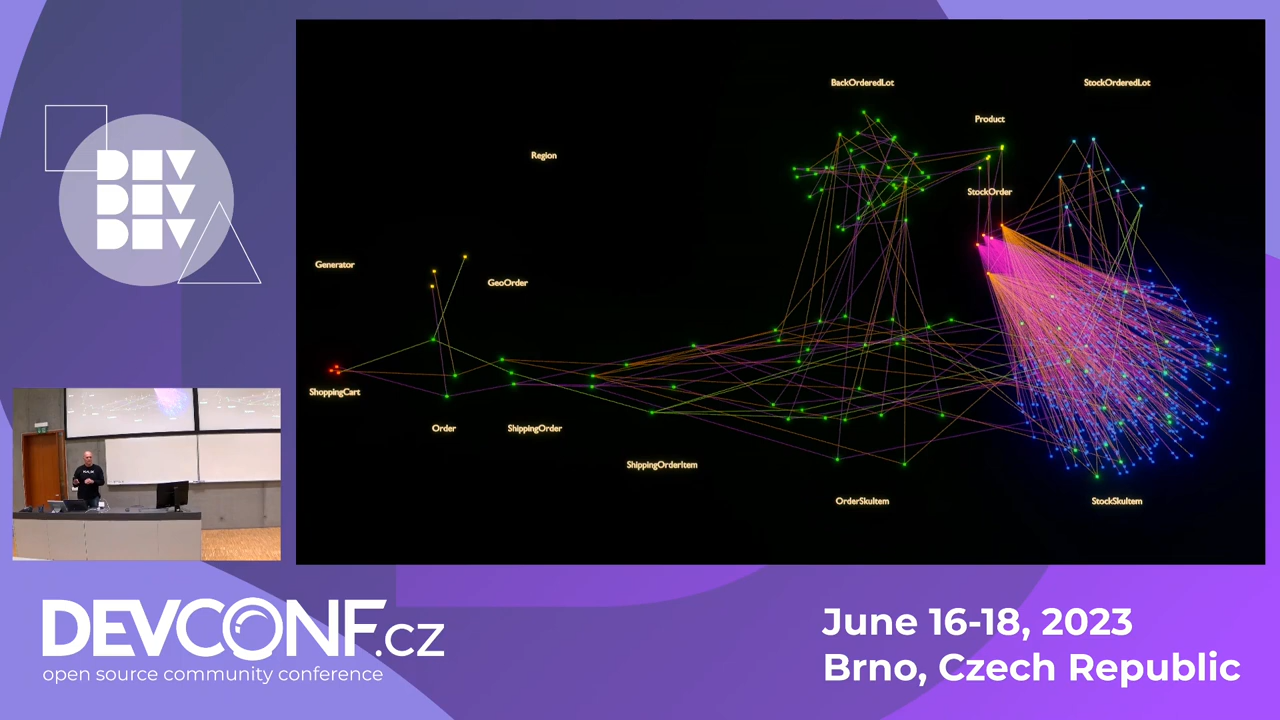 DEV
DEV
DEV
BackOrderedLot
StockOrderedLot
Product
Region
StockOrder
Generator
GeoOrder
ShoppingCart
Order
ShippingOrder
ShippingOrderItem
OrderSkuItem
StockSkuItem
DEVCONF.cz
open source community conference
June 16-18, 2023
Brno, Czech Republic